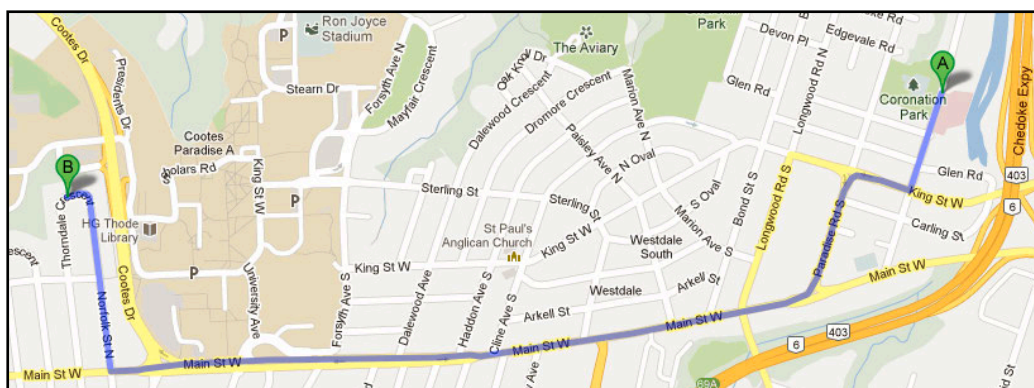 Cootes Dr
Presidents Dr
P
Ron Joyce
Stadium
Stearn Dr
Forsyth Ave N
Mayfair Crescent
The Aviary
Oak Knoll Dr
Dalewood Crescent
Dromore Crescent
Marion Ave N
Paisley Ave N
N Oval
S Oval
Park
Devon Pl
Edgevale Rd
Longwood Rd N
Glen Rd
A
Coronation
Park
Chedoke Expy
403
6
Glen Rd
King St W
Carling St
Cootes
Paradise A
B
HG Thode
Library
Thorndale Crescent
Norfolk St N
Cootes Dr
King St W
P
P
University Ave
Sterling St
Sterling St
St Paul's
Anglican Church
King St W
King St W
Westdale
South
Marion Ave S
Bond St S
Longwood Rd S
Paradise Rd S
Main St W
Forsyth Ave S
Dalewood Ave
Haddon Ave S
Cline Ave S
Westdale
Arkell St
Arkell St
Main St W
Main St W
Main St W
Main St W
403
6
69A